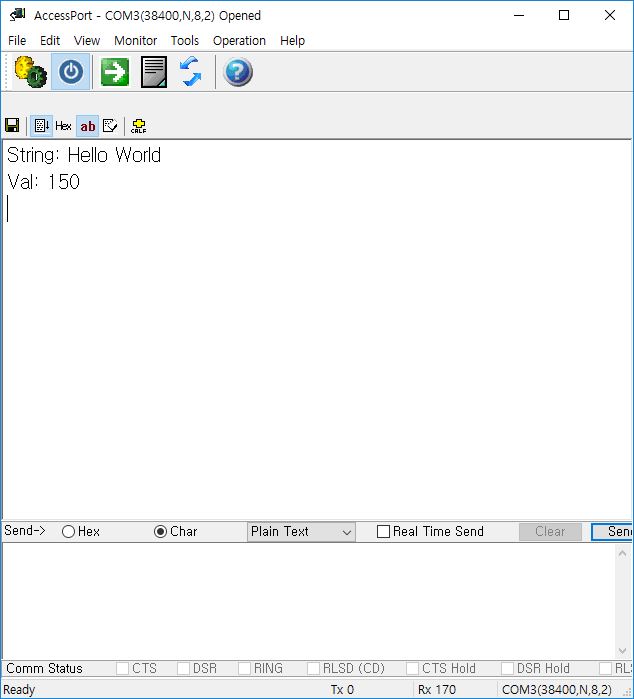 AccessPort - COM3(38400,N,8,2) Opened
File Edit View Monitor Tools Operation Help
Hex ab CRLF
String: Hello World
Val: 150
Send-> Hex Char Plain Text Real Time Send Clear Send
Comm Status CTS DSR RING RLSD (CD) CTS Hold DSR Hold RLS
Ready Tx 0 Rx 170 COM3(38400,N,8,2)